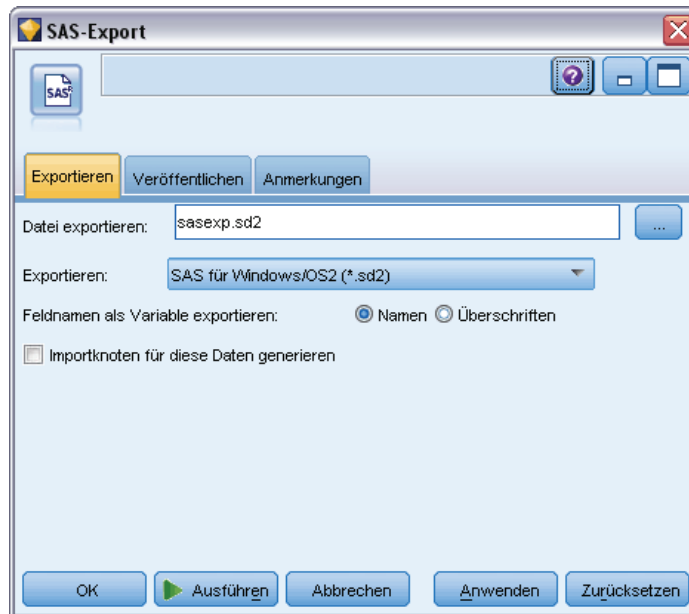 SAS-Export
SAS
Exportieren Veröffentlichen Anmerkungen
Datei exportieren: sasexp.sd2 ...
Exportieren: SAS für Windows/OS2 (*.sd2)
Feldnamen als Variable exportieren: Namen Überschriften
Importknoten für diese Daten generieren
OK Ausführen Abbrechen Anwenden Zurücksetzen